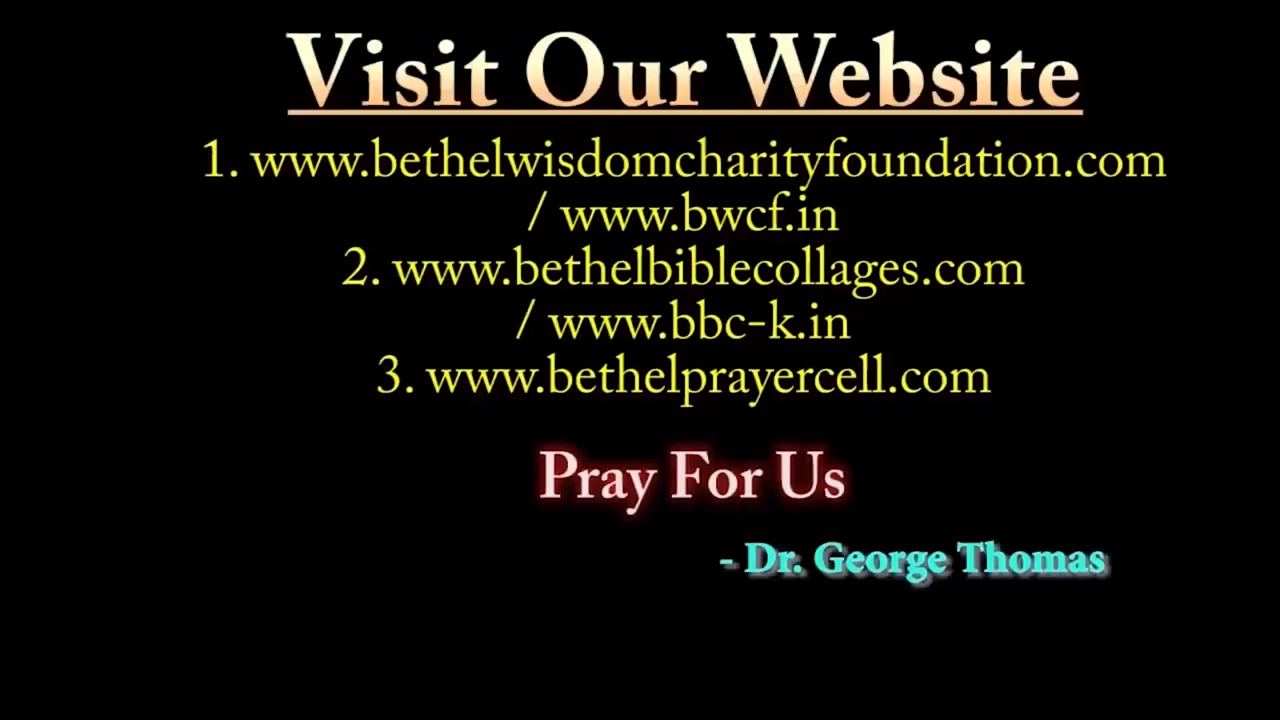 Visit Our Website
1. www.bethelwisdomcharityfoundation.com
/ www.bwcf.in
2. www.bethelbiblecollages.com
/ www.bbc-k.in
3. www.bethelprayercell.com
Pray For Us
- Dr. George Thomas